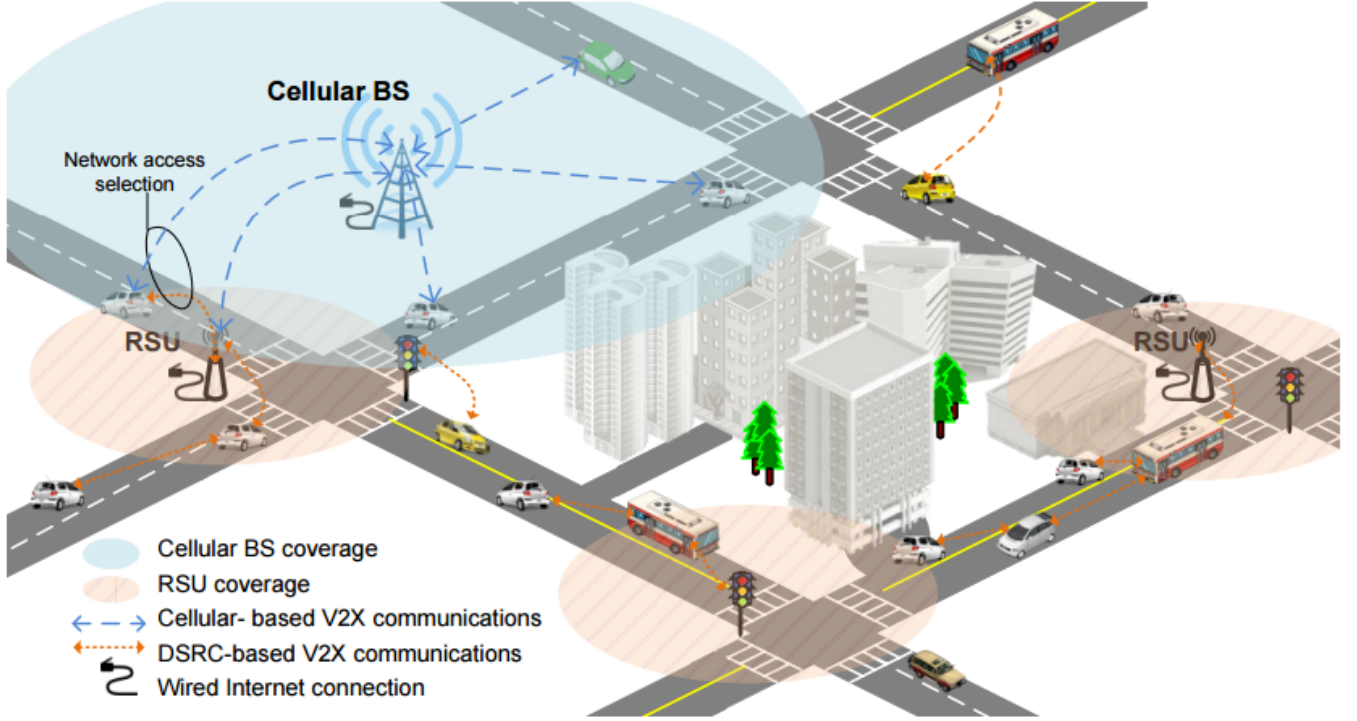 Cellular BS
Network access
selection
RSU
RSU
Cellular BS coverage
RSU coverage
Cellular- based V2X communications
DSRC-based V2X communications
Wired Internet connection